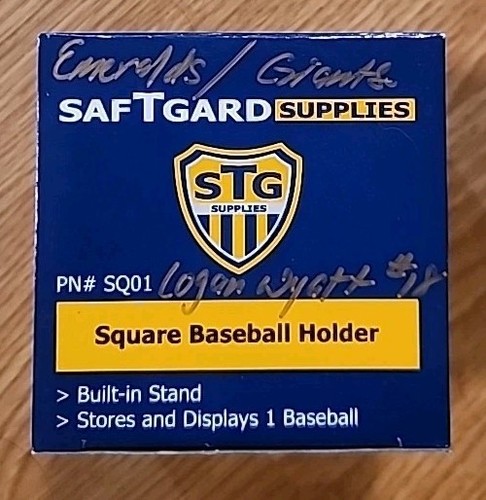 Emeralds / Giants
SAFTGARD SUPPLIES
STG
SUPPLIES
PN# SQ01 Logan Wyatt #18
Square Baseball Holder
> Built-in Stand
> Stores and Displays 1 Baseball